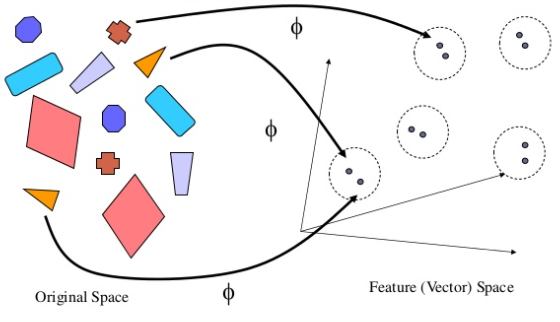 ϕ
ϕ
ϕ
Original Space
Feature (Vector) Space